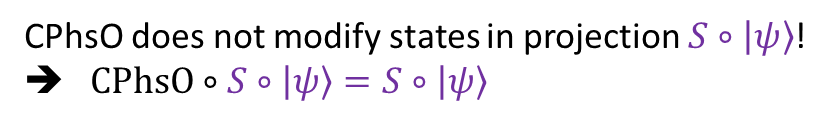 CPhsO does not modify states in projection 𝑆 ∘ |𝜓⟩!
➔ CPhsO ∘ 𝑆 ∘ |𝜓⟩ = 𝑆 ∘ |𝜓⟩